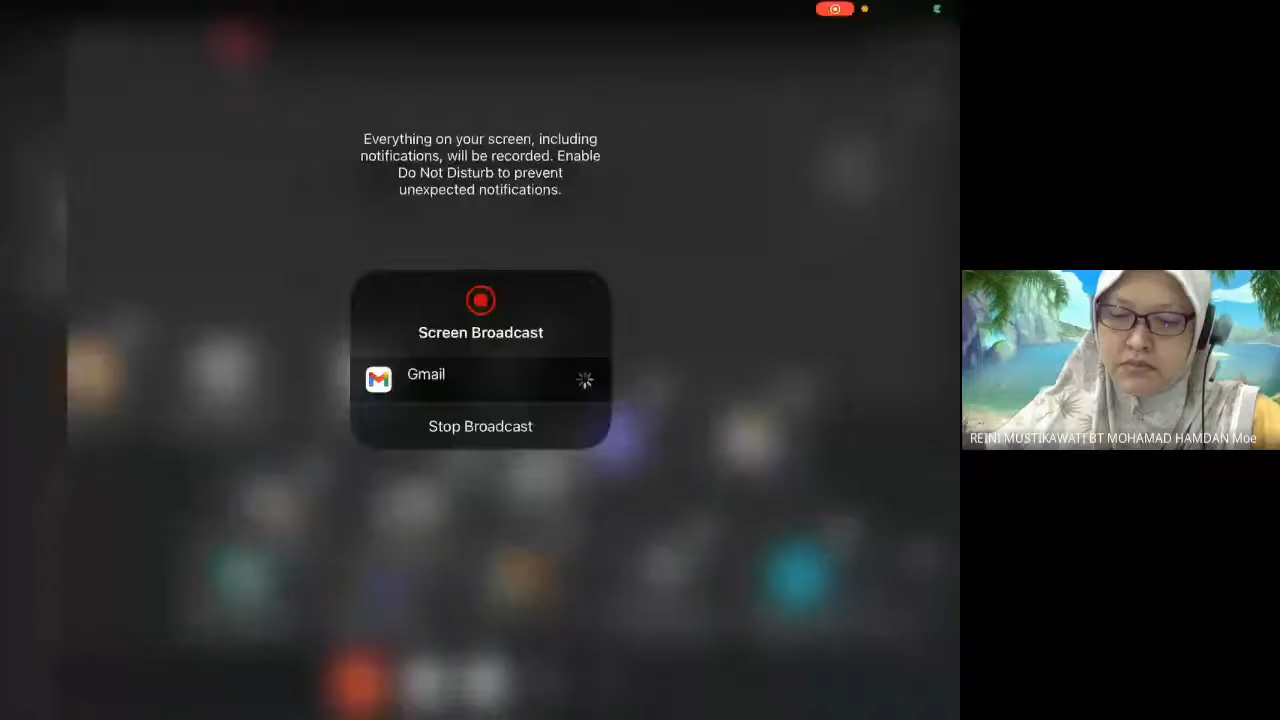 Everything on your screen, including
notifications, will be recorded. Enable
Do Not Disturb to prevent
unexpected notifications.
Screen Broadcast
Gmail
Stop Broadcast
REINI MUSTIKAWATI BT MOHAMAD HAMDAN Moe